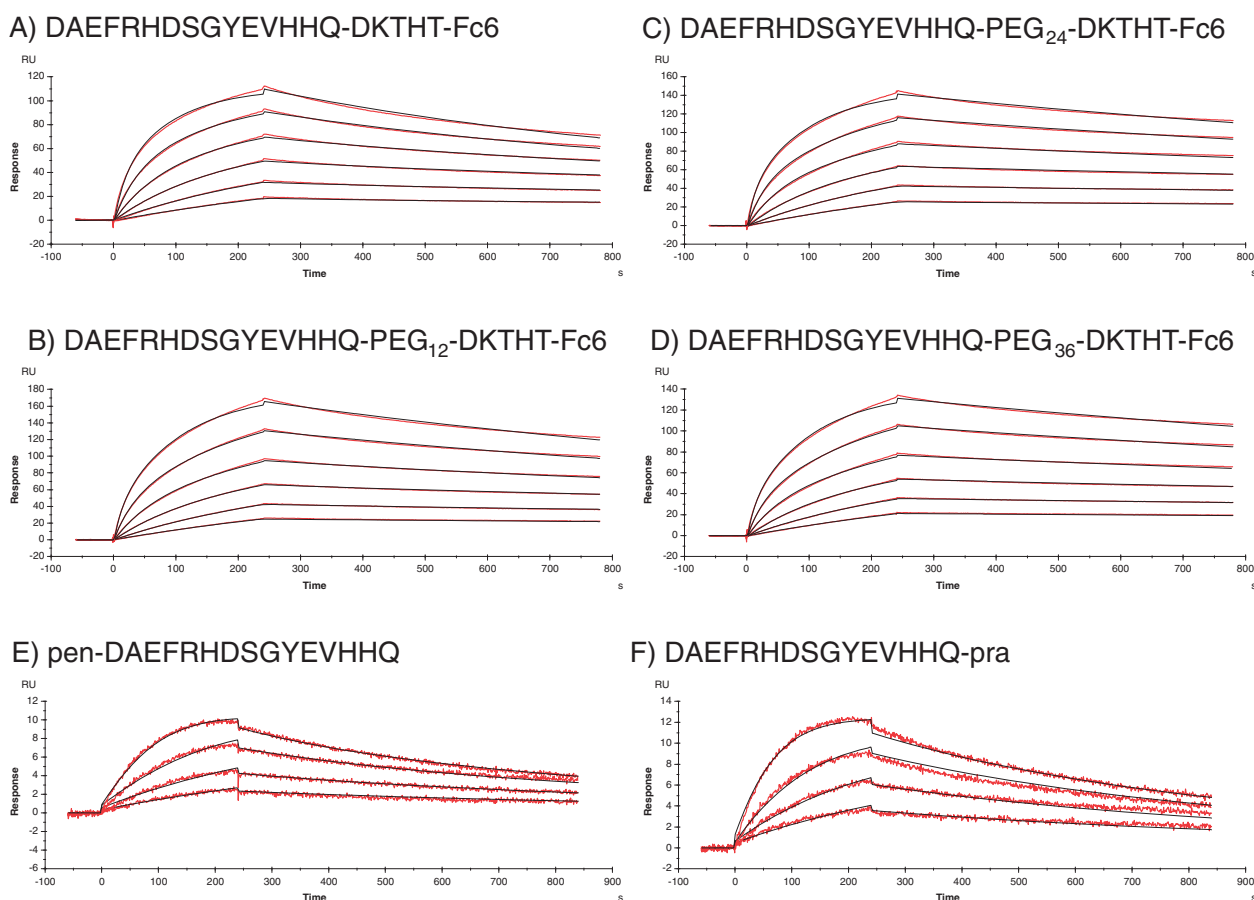 A) DAEFRHDSGYEVHHQ-DKTHT-Fc6
RU
120
100
80
60
40
20
0
-20
Response
-100 0 100 200 300 400 500 600 700 800
Time s
C) DAEFRHDSGYEVHHQ-PEG24-DKTHT-Fc6
RU
160
140
120
100
80
60
40
20
0
-20
Response
-100 0 100 200 300 400 500 600 700 800
Time s
B) DAEFRHDSGYEVHHQ-PEG12-DKTHT-Fc6
RU
180
160
140
120
100
80
60
40
20
0
-20
Response
-100 0 100 200 300 400 500 600 700 800
Time s
D) DAEFRHDSGYEVHHQ-PEG36-DKTHT-Fc6
RU
140
120
100
80
60
40
20
0
-20
Response
-100 0 100 200 300 400 500 600 700 800
Time s
E) pen-DAEFRHDSGYEVHHQ
RU
12
10
8
6
4
2
0
-2
-4
-6
Response
-100 0 100 200 300 400 500 600 700 800 900
Time s
F) DAEFRHDSGYEVHHQ-pra
RU
14
12
10
8
6
4
2
0
-2
Response
-100 0 100 200 300 400 500 600 700 800 900
Time s